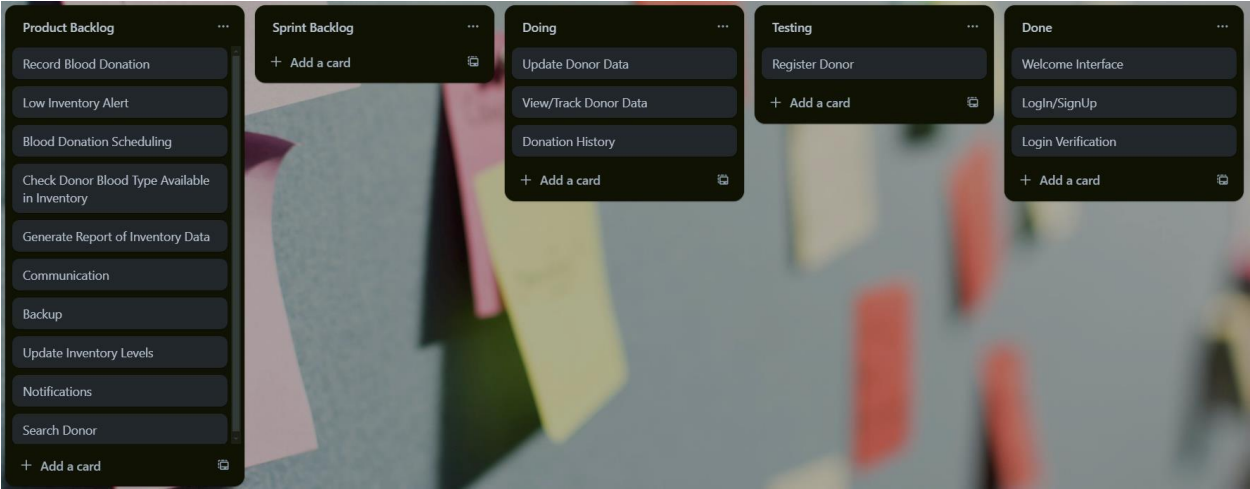 Product Backlog
Record Blood Donation
Low Inventory Alert
Blood Donation Scheduling
Check Donor Blood Type Available
in Inventory
Generate Report of Inventory Data
Communication
Backup
Update Inventory Levels
Notifications
Search Donor
+ Add a card
Sprint Backlog
+ Add a card
Doing
Update Donor Data
View/Track Donor Data
Donation History
+ Add a card
Testing
Register Donor
+ Add a card
Done
Welcome Interface
LogIn/SignUp
Login Verification
+ Add a card